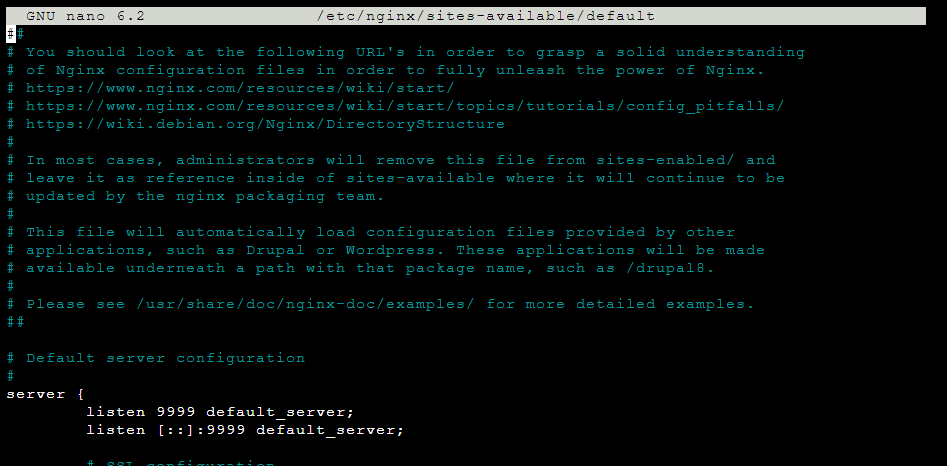 GNU nano 6.2 /etc/nginx/sites-available/default
##
# You should look at the following URL's in order to grasp a solid understanding
# of Nginx configuration files in order to fully unleash the power of Nginx.
# https://www.nginx.com/resources/wiki/start/
# https://www.nginx.com/resources/wiki/start/topics/tutorials/config_pitfalls/
# https://wiki.debian.org/Nginx/DirectoryStructure
#
# In most cases, administrators will remove this file from sites-enabled/ and
# leave it as reference inside of sites-available where it will continue to be
# updated by the nginx packaging team.
#
# This file will automatically load configuration files provided by other
# applications, such as Drupal or Wordpress. These applications will be made
# available underneath a path with that package name, such as /drupal8.
#
# Please see /usr/share/doc/nginx-doc/examples/ for more detailed examples.
##
# Default server configuration
#
server {
listen 9999 default_server;
listen [::]:9999 default_server;
# SSL configuration